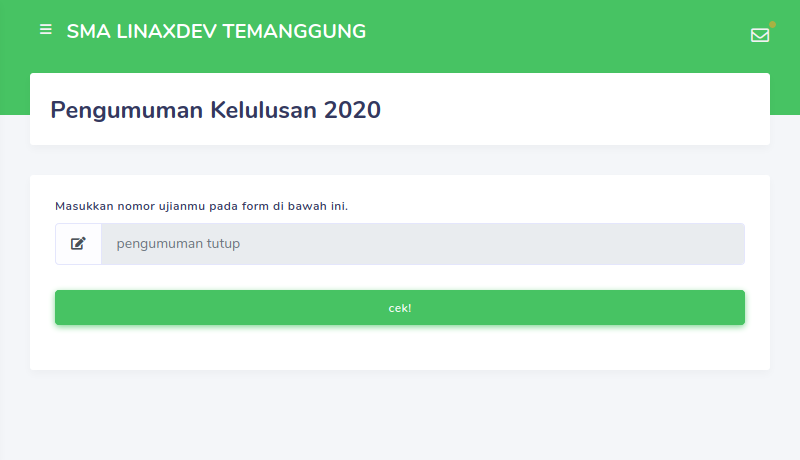 SMA LINAXDEV TEMANGGUNG
Pengumuman Kelulusan 2020
Masukkan nomor ujianmu pada form di bawah ini.
pengumuman tutup
cek!